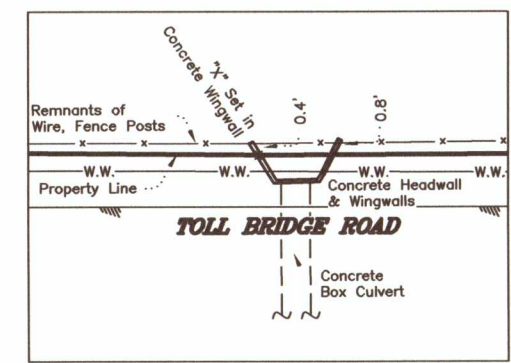 "X" Set in
Concrete Wingwall
0.4'
0.8'
Remnants of
Wire, Fence Posts
x x x x x x
W.W. W.W. W.W. W.W.
Property Line
Concrete Headwall
& Wingwalls
TOLL BRIDGE ROAD
Concrete
Box Culvert